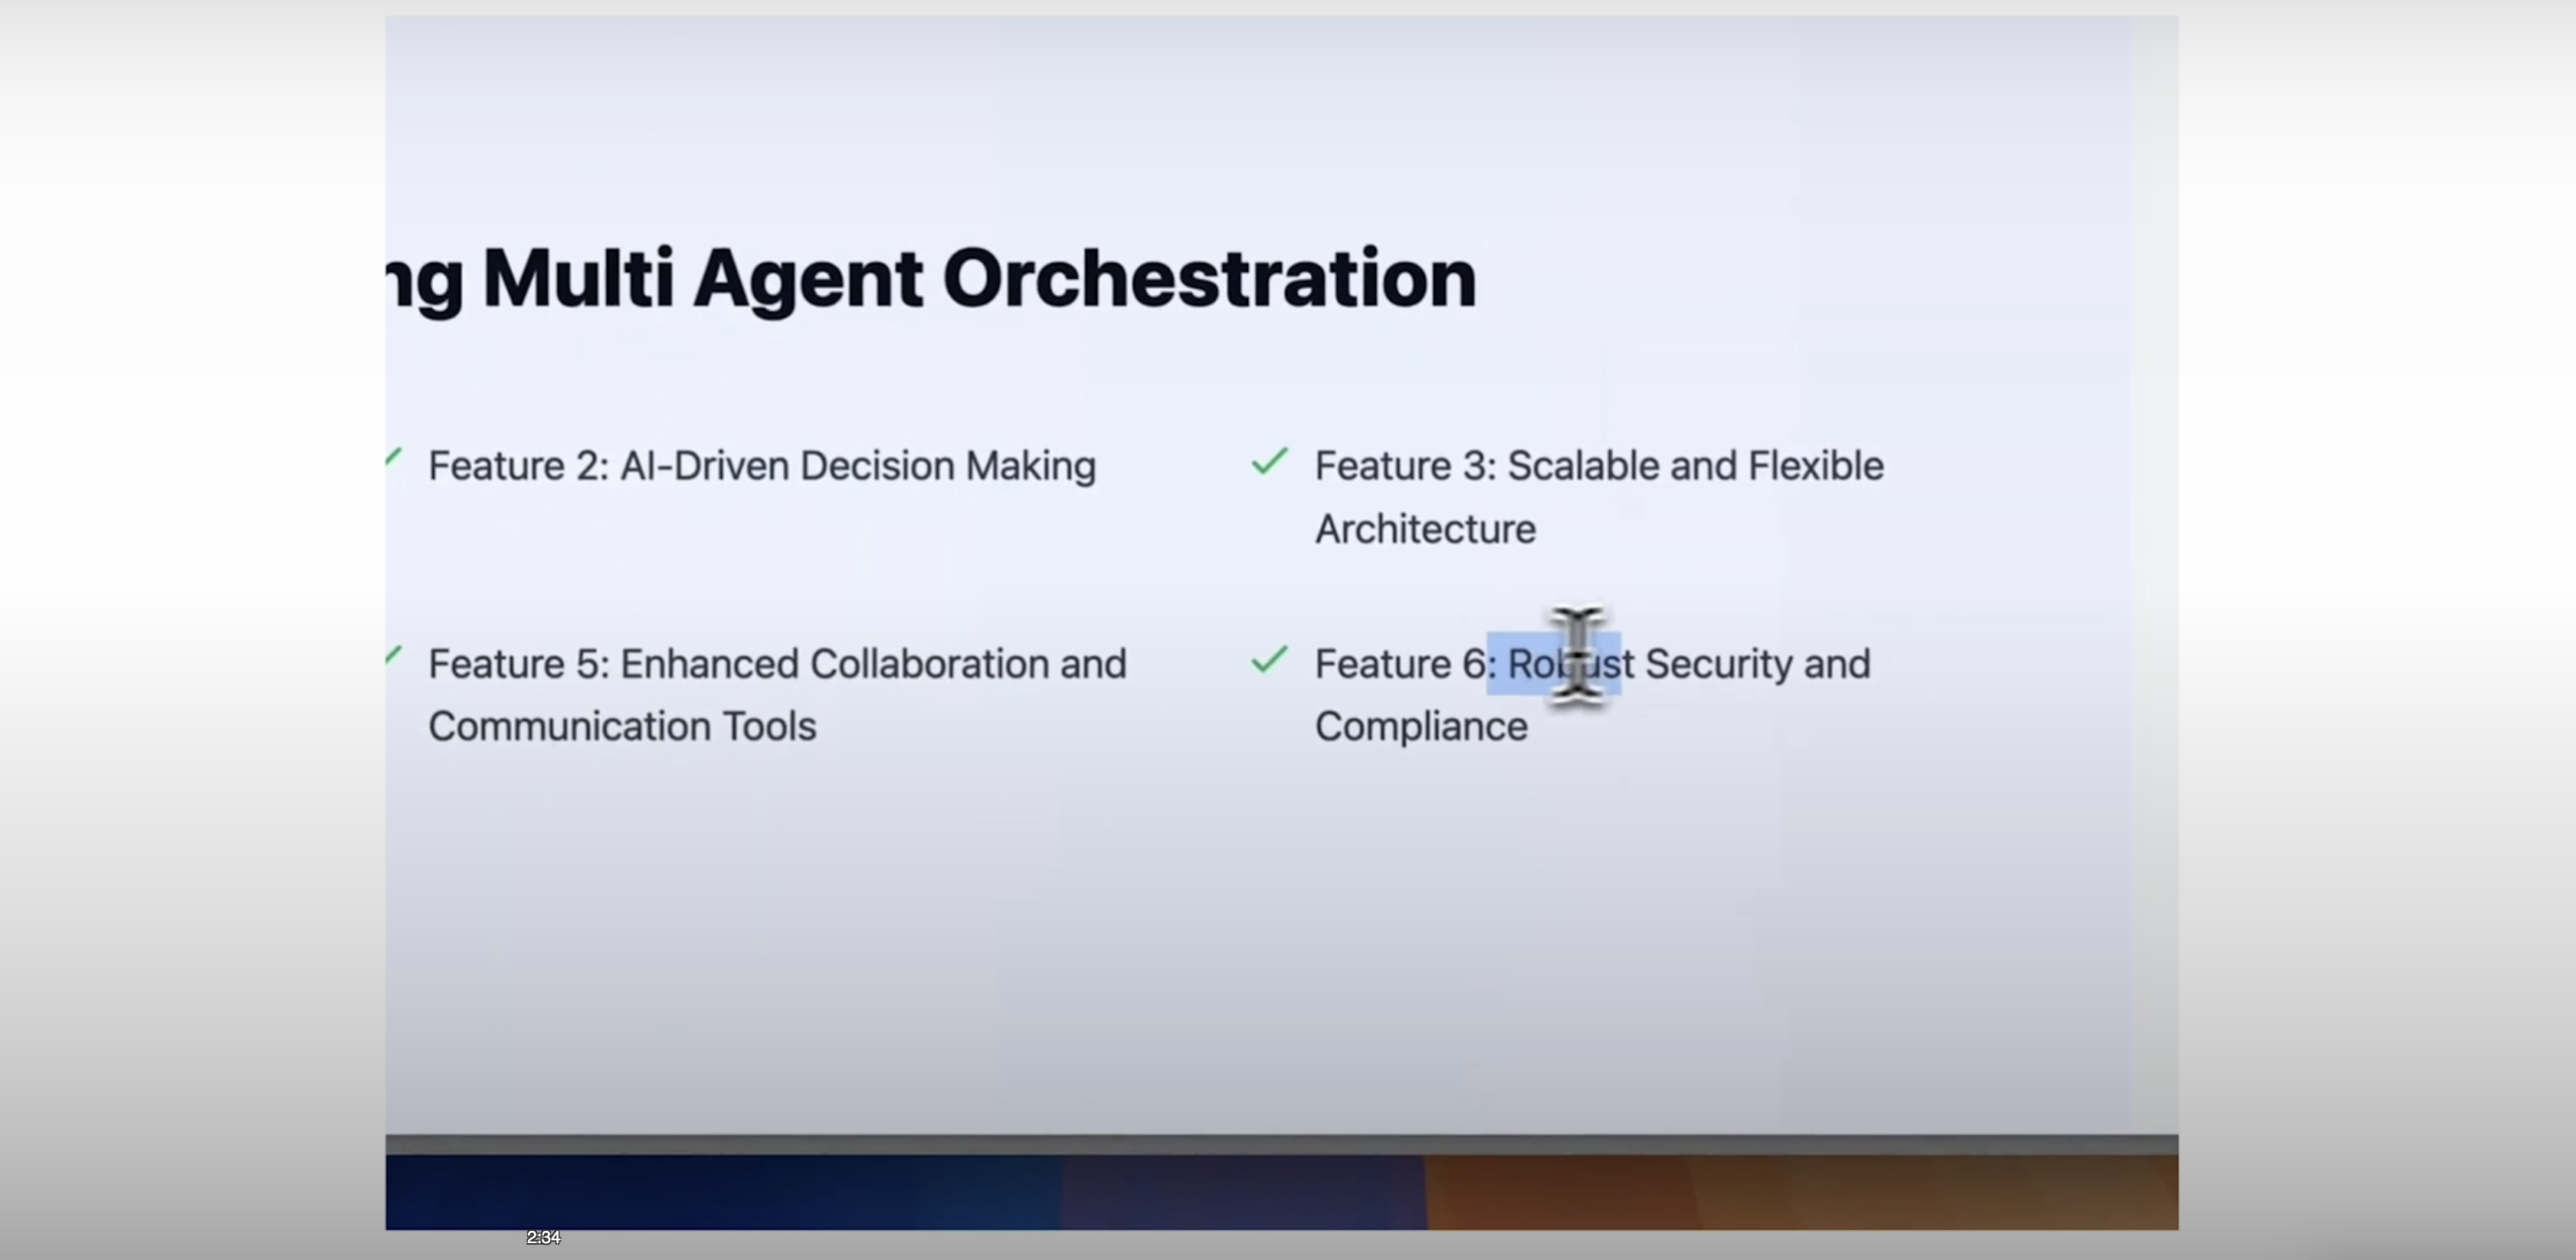 ng Multi Agent Orchestration
Feature 2: AI-Driven Decision Making
Feature 3: Scalable and Flexible
Architecture
Feature 5: Enhanced Collaboration and
Communication Tools
Feature 6: Robust Security and
Compliance
2:34